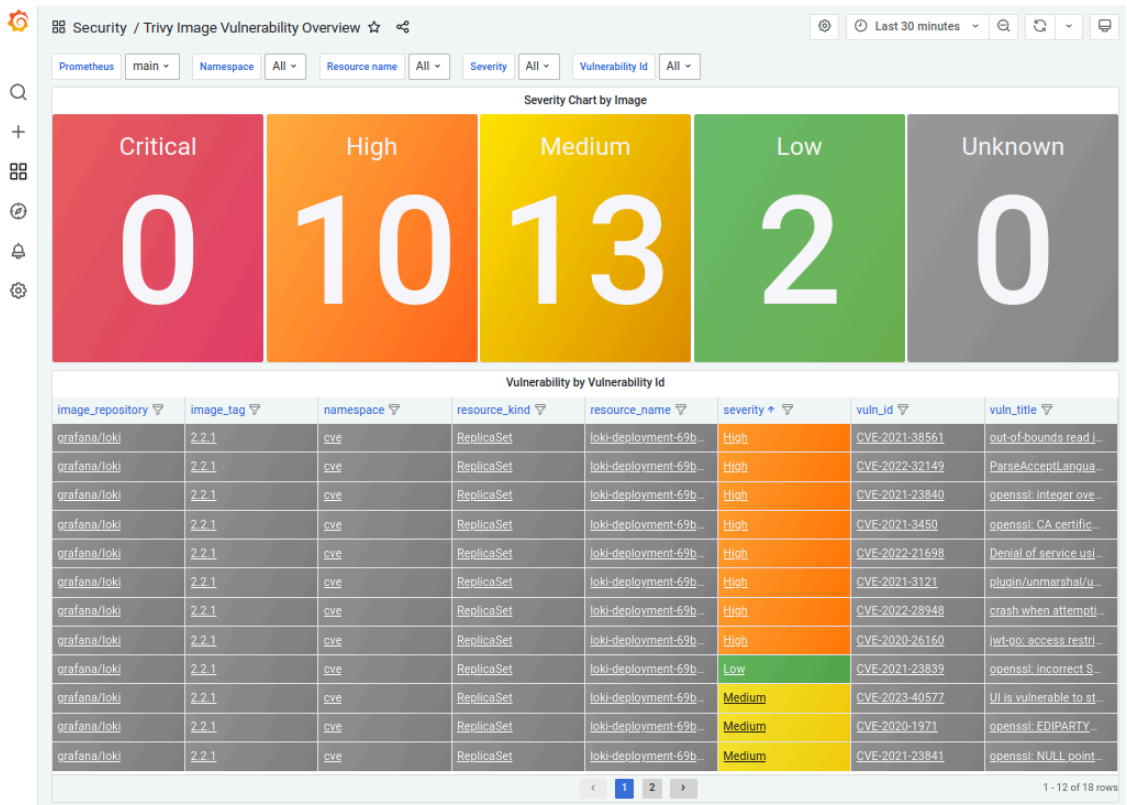 Security / Trivy Image Vulnerability Overview
Last 30 minutes
Prometheus main Namespace All Resource name All Severity All Vulnerability Id All
Severity Chart by Image
Critical High Medium Low Unknown
0 10 13 2 0
Vulnerability by Vulnerability Id
image_repository image_tag namespace resource_kind resource_name severity vuln_id vuln_title
grafana/loki 2.2.1 cve ReplicaSet loki-deployment-69b... High CVE-2021-38561 out-of-bounds read i...
grafana/loki 2.2.1 cve ReplicaSet loki-deployment-69b... High CVE-2022-32149 ParseAcceptLangua...
grafana/loki 2.2.1 cve ReplicaSet loki-deployment-69b... High CVE-2021-23840 openssl: integer ove...
grafana/loki 2.2.1 cve ReplicaSet loki-deployment-69b... High CVE-2021-3450 openssl: CA certific...
grafana/loki 2.2.1 cve ReplicaSet loki-deployment-69b... High CVE-2022-21698 Denial of service usi...
grafana/loki 2.2.1 cve ReplicaSet loki-deployment-69b... High CVE-2021-3121 plugin/unmarshal/u...
grafana/loki 2.2.1 cve ReplicaSet loki-deployment-69b... High CVE-2022-28948 crash when attempti...
grafana/loki 2.2.1 cve ReplicaSet loki-deployment-69b... High CVE-2020-26160 jwt-go: access restri...
grafana/loki 2.2.1 cve ReplicaSet loki-deployment-69b... Low CVE-2021-23839 openssl: incorrect S...
grafana/loki 2.2.1 cve ReplicaSet loki-deployment-69b... Medium CVE-2023-40577 UI is vulnerable to st...
grafana/loki 2.2.1 cve ReplicaSet loki-deployment-69b... Medium CVE-2020-1971 openssl: EDIPARTY...
grafana/loki 2.2.1 cve ReplicaSet loki-deployment-69b... Medium CVE-2021-23841 openssl: NULL point...
1 2
1 - 12 of 18 rows